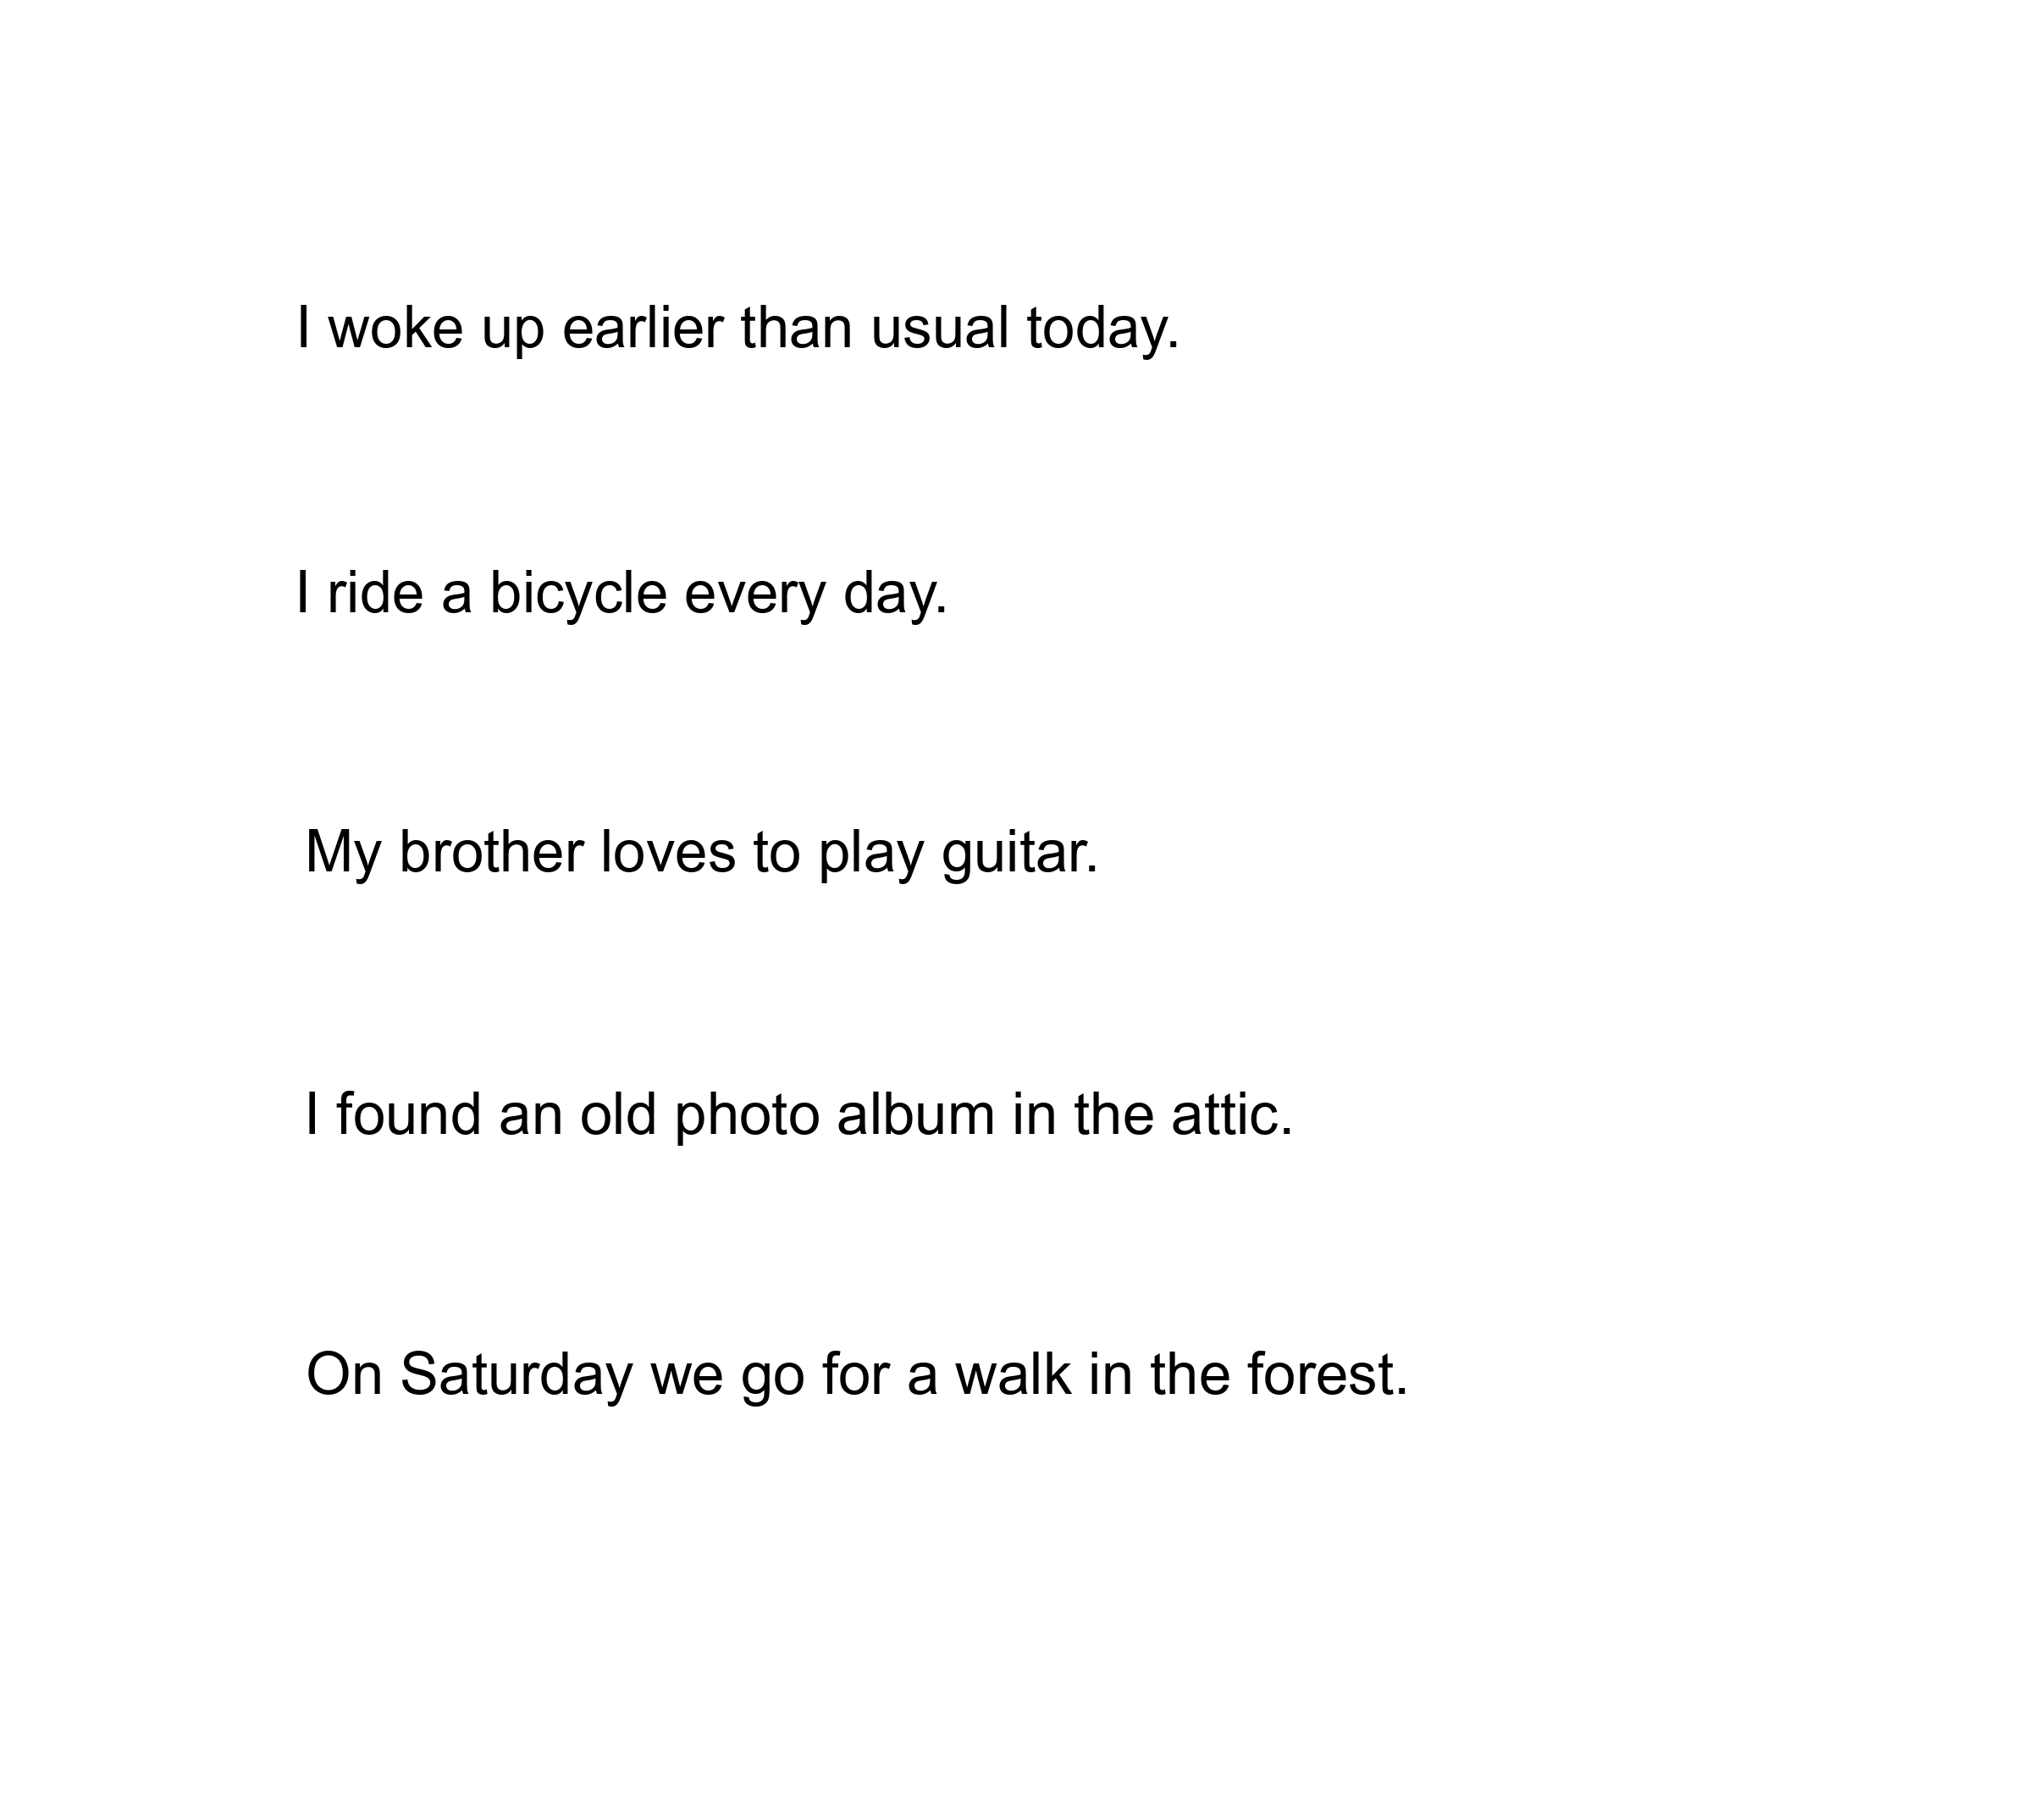 I woke up earlier than usual today.
I ride a bicycle every day.
My brother loves to play guitar.
I found an old photo album in the attic.
On Saturday we go for a walk in the forest.